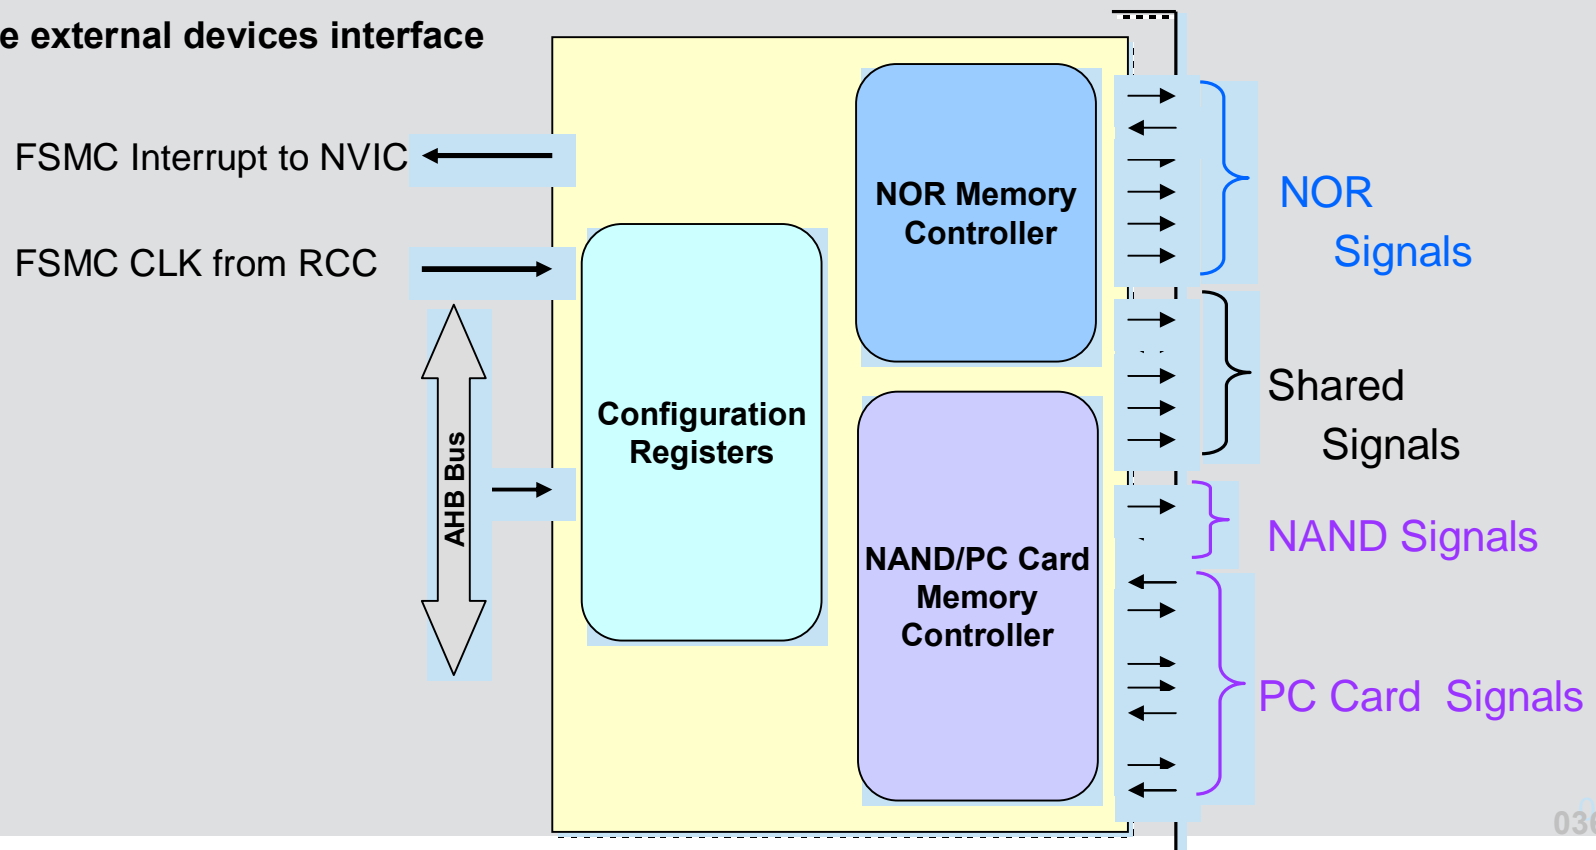 e external devices interface
FSMC Interrupt to NVIC
FSMC CLK from RCC
AHB Bus
Configuration
Registers
NOR Memory
Controller
NAND/PC Card
Memory
Controller
NOR
Signals
Shared
Signals
NAND Signals
PC Card Signals
036